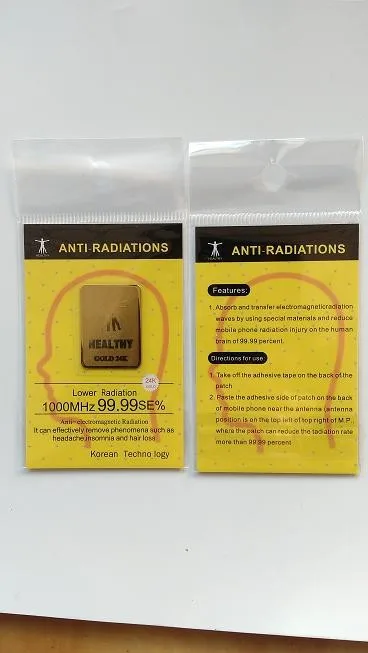 HEALTHY
ANTI-RADIATIONS
HEALTHY
GOLD 24K
24K
GOLD
Lower Radiation
1000MHz 99.99SE%
Anti-electromagnetic Radiation
It can effectively remove phenomena such as
headache,insomnia and hair loss
Korean Techno logy
HEALTHY
ANTI-RADIATIONS
Features:
1. Absorb and transfer electromagneticradiation
waves by using special materials and reduce
mobile phone radiation injury on the human
brain of 99.99 percent.
Directions for use:
1. Take off the adhesive tape on the back of the
patch
2. Paste the adhesive side of patch on the back
of mobile phone near the antenna (antenna
position is on the top left of top right of M.P.,
where the patch can reduce the tadiation rate
more than 99.99 percent